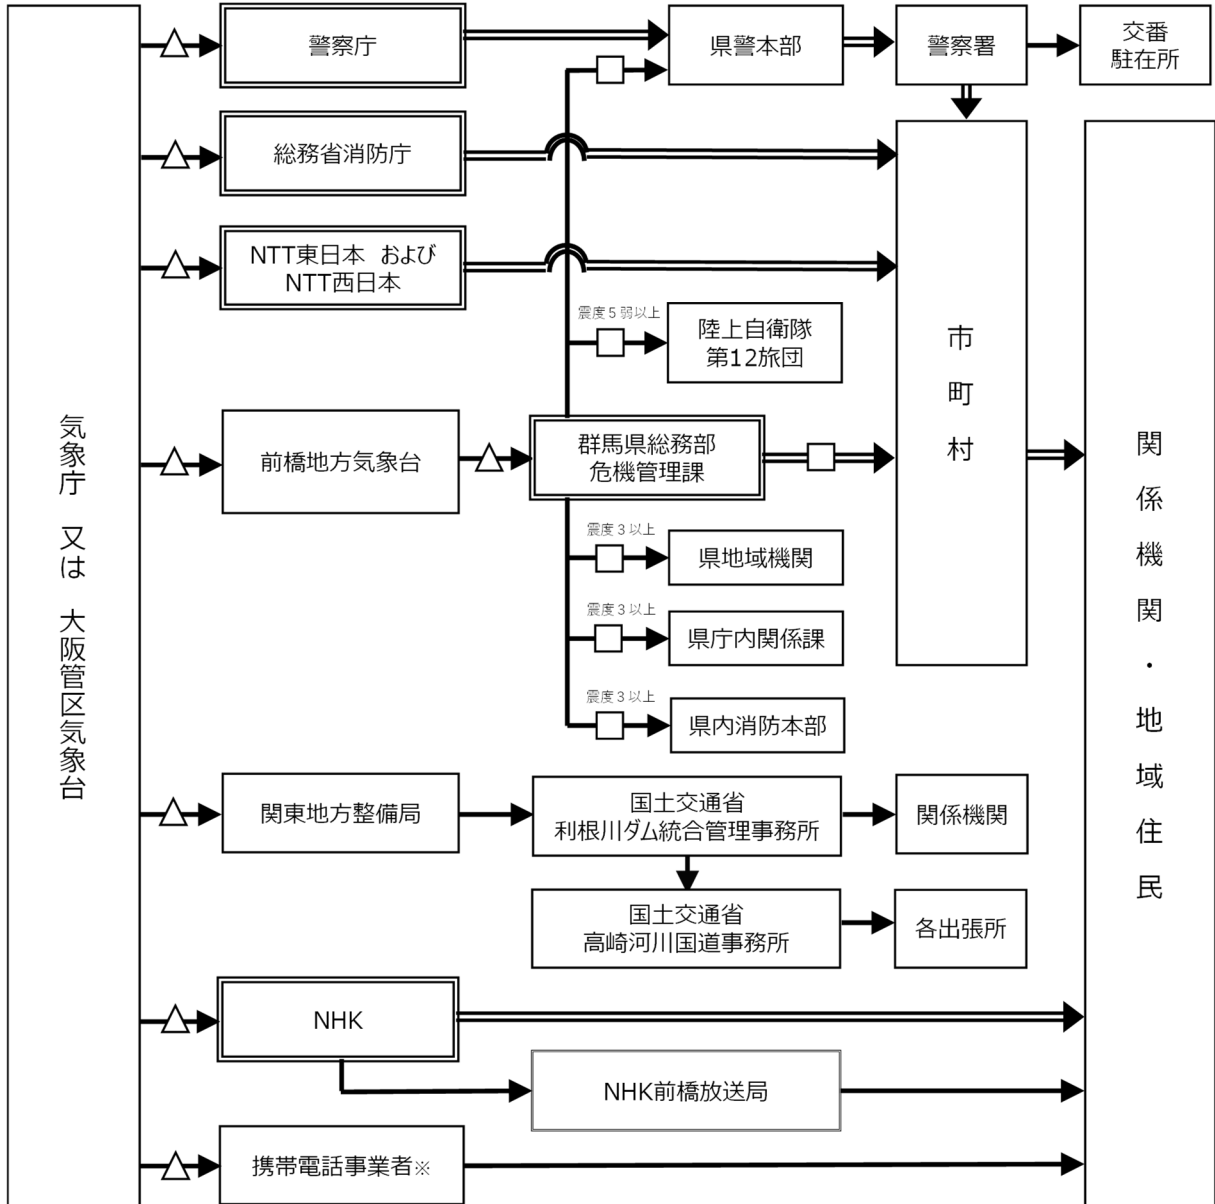 気象庁　又は　大阪管区気象台
警察庁
県警本部
警察署
交番
駐在所
総務省消防庁
NTT東日本　および
NTT西日本
震度５弱以上
陸上自衛隊
第12旅団
市町村
関係機関・地域住民
前橋地方気象台
群馬県総務部
危機管理課
震度３以上
県地域機関
震度３以上
県庁内関係課
震度３以上
県内消防本部
関東地方整備局
国土交通省
利根川ダム統合管理事務所
関係機関
国土交通省
高崎河川国道事務所
各出張所
NHK
NHK前橋放送局
携帯電話事業者※